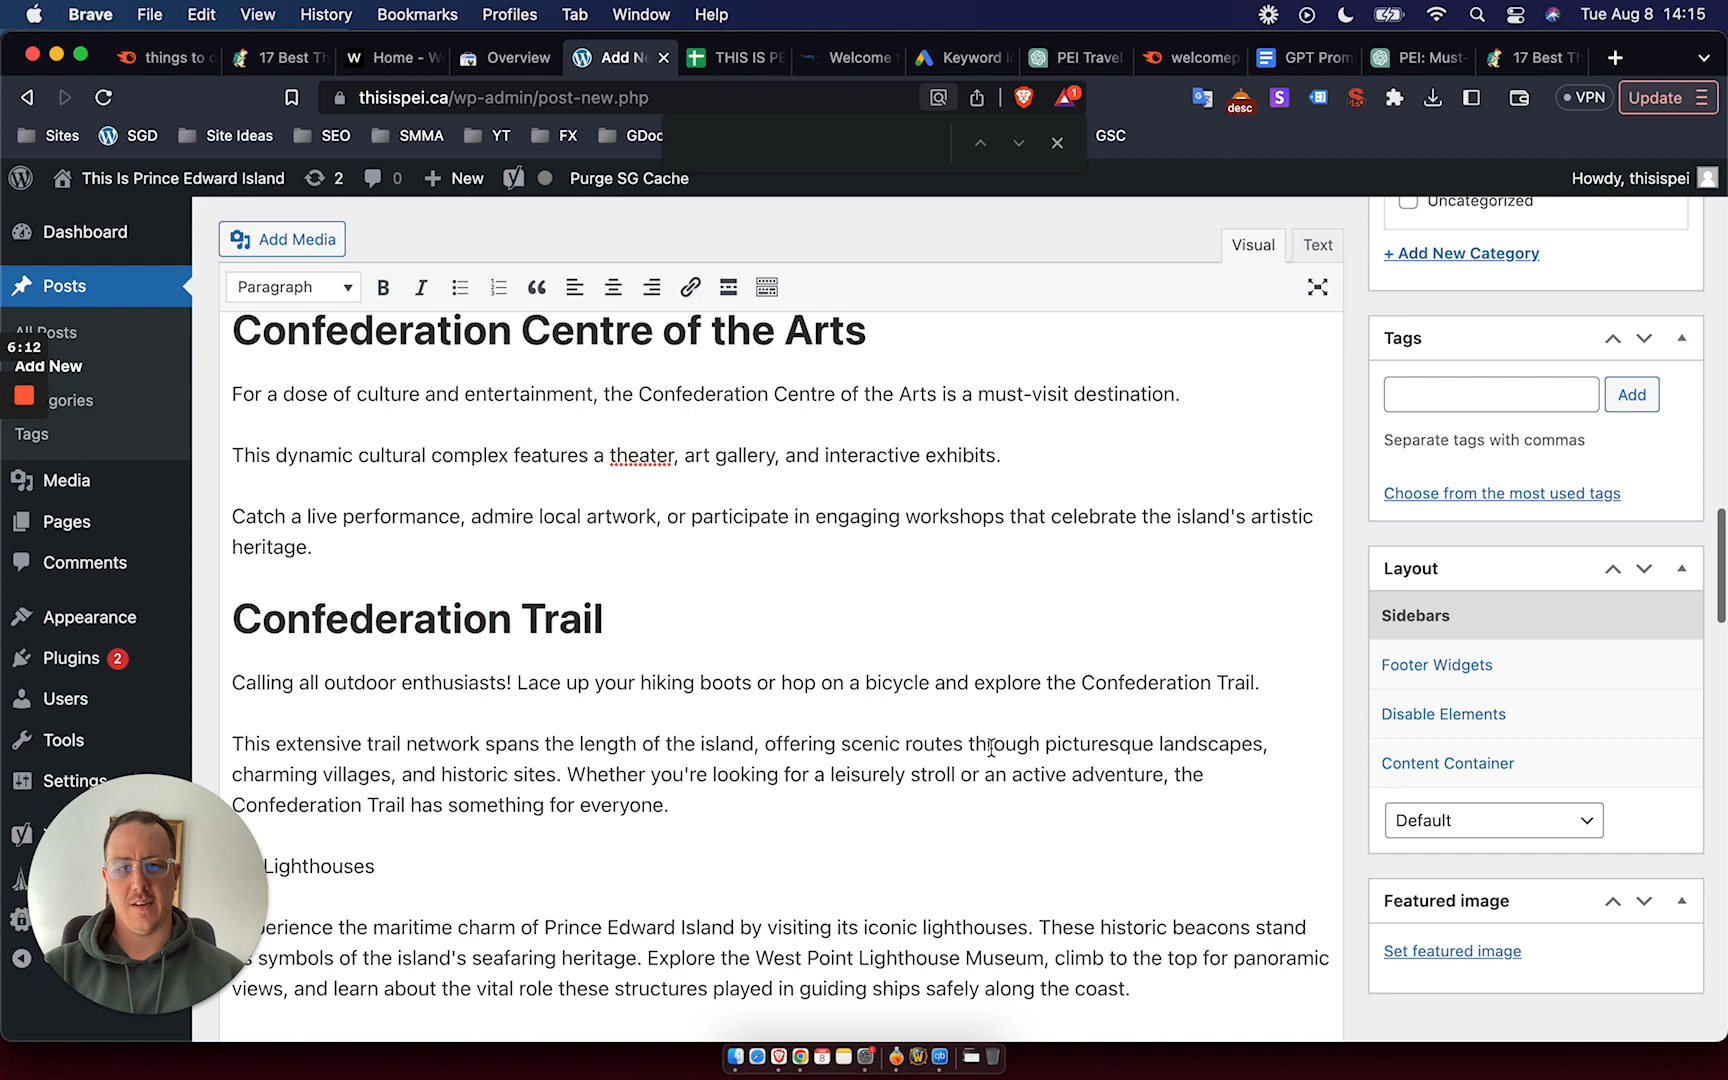 Brave File Edit View History Bookmarks Profiles Tab Window Help Tue Aug 8 14:15
things to 17 Best Th Home - W Overview Add N THIS IS PE Welcome Keyword PEI Travel welcomep GPT Prom PEI: Must- 17 Best Th
thisispei.ca/wp-admin/post-new.php desc 1 VPN Update
Sites SGD Site Ideas SEO SMMA YT FX GDoc GSC
This Is Prince Edward Island 2 0 New Purge SG Cache Howdy, thisispei
Dashboard
Posts
All Posts
6:12
Add New
gories
Tags
Media
Pages
Comments
Appearance
Plugins 2
Users
Tools
Settings
Add Media Visual Text
Paragraph B I
Confederation Centre of the Arts
For a dose of culture and entertainment, the Confederation Centre of the Arts is a must-visit destination.
This dynamic cultural complex features a theater, art gallery, and interactive exhibits.
Catch a live performance, admire local artwork, or participate in engaging workshops that celebrate the island's artistic
heritage.
Confederation Trail
Calling all outdoor enthusiasts! Lace up your hiking boots or hop on a bicycle and explore the Confederation Trail.
This extensive trail network spans the length of the island, offering scenic routes through picturesque landscapes,
charming villages, and historic sites. Whether you're looking for a leisurely stroll or an active adventure, the
Confederation Trail has something for everyone.
Lighthouses
perience the maritime charm of Prince Edward Island by visiting its iconic lighthouses. These historic beacons stand
symbols of the island's seafaring heritage. Explore the West Point Lighthouse Museum, climb to the top for panoramic
views, and learn about the vital role these structures played in guiding ships safely along the coast.
Uncategorized
+ Add New Category
Tags
Add
Separate tags with commas
Choose from the most used tags
Layout
Sidebars
Footer Widgets
Disable Elements
Content Container
Default
Featured image
Set featured image